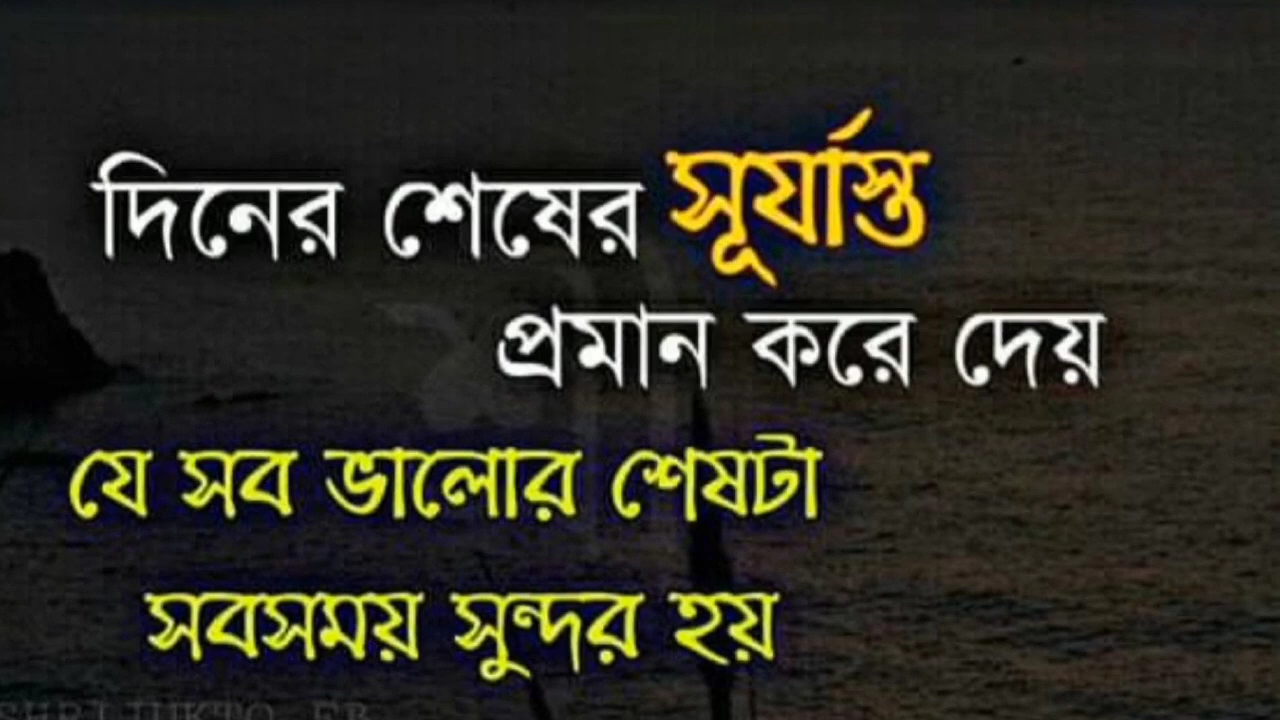 দিনের শেষের সূর্যাস্ত
প্রমান করে দেয়
যে সব ভালোর শেষটা
সবসময় সুন্দর হয়